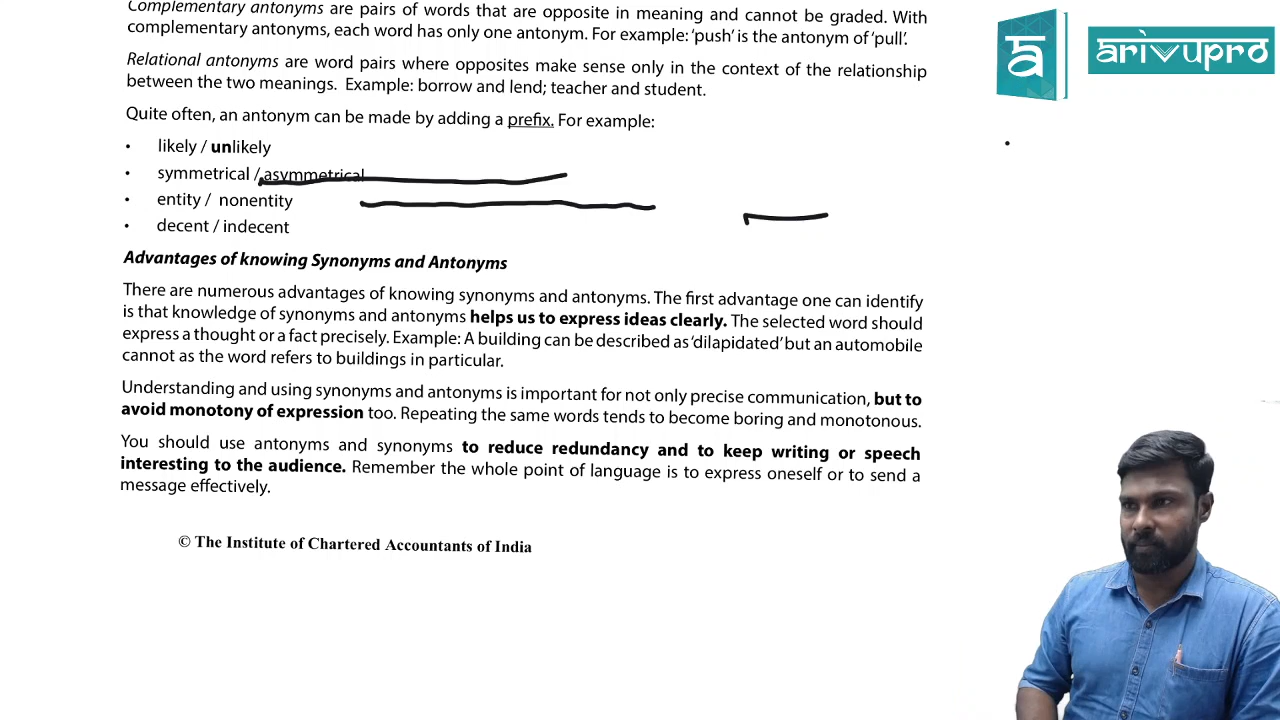 Complementary antonyms are pairs of words that are opposite in meaning and cannot be graded. With
complementary antonyms, each word has only one antonym. For example: ‘push’ is the antonym of ‘pull’.
Relational antonyms are word pairs where opposites make sense only in the context of the relationship
between the two meanings. Example: borrow and lend; teacher and student.
Quite often, an antonym can be made by adding a prefix. For example:
• likely / unlikely
• symmetrical / asymmetrical
• entity / nonentity
• decent / indecent
Advantages of knowing Synonyms and Antonyms
There are numerous advantages of knowing synonyms and antonyms. The first advantage one can identify
is that knowledge of synonyms and antonyms helps us to express ideas clearly. The selected word should
express a thought or a fact precisely. Example: A building can be described as ‘dilapidated’ but an automobile
cannot as the word refers to buildings in particular.
Understanding and using synonyms and antonyms is important for not only precise communication, but to
avoid monotony of expression too. Repeating the same words tends to become boring and monotonous.
You should use antonyms and synonyms to reduce redundancy and to keep writing or speech
interesting to the audience. Remember the whole point of language is to express oneself or to send a
message effectively.
© The Institute of Chartered Accountants of India
arivupro